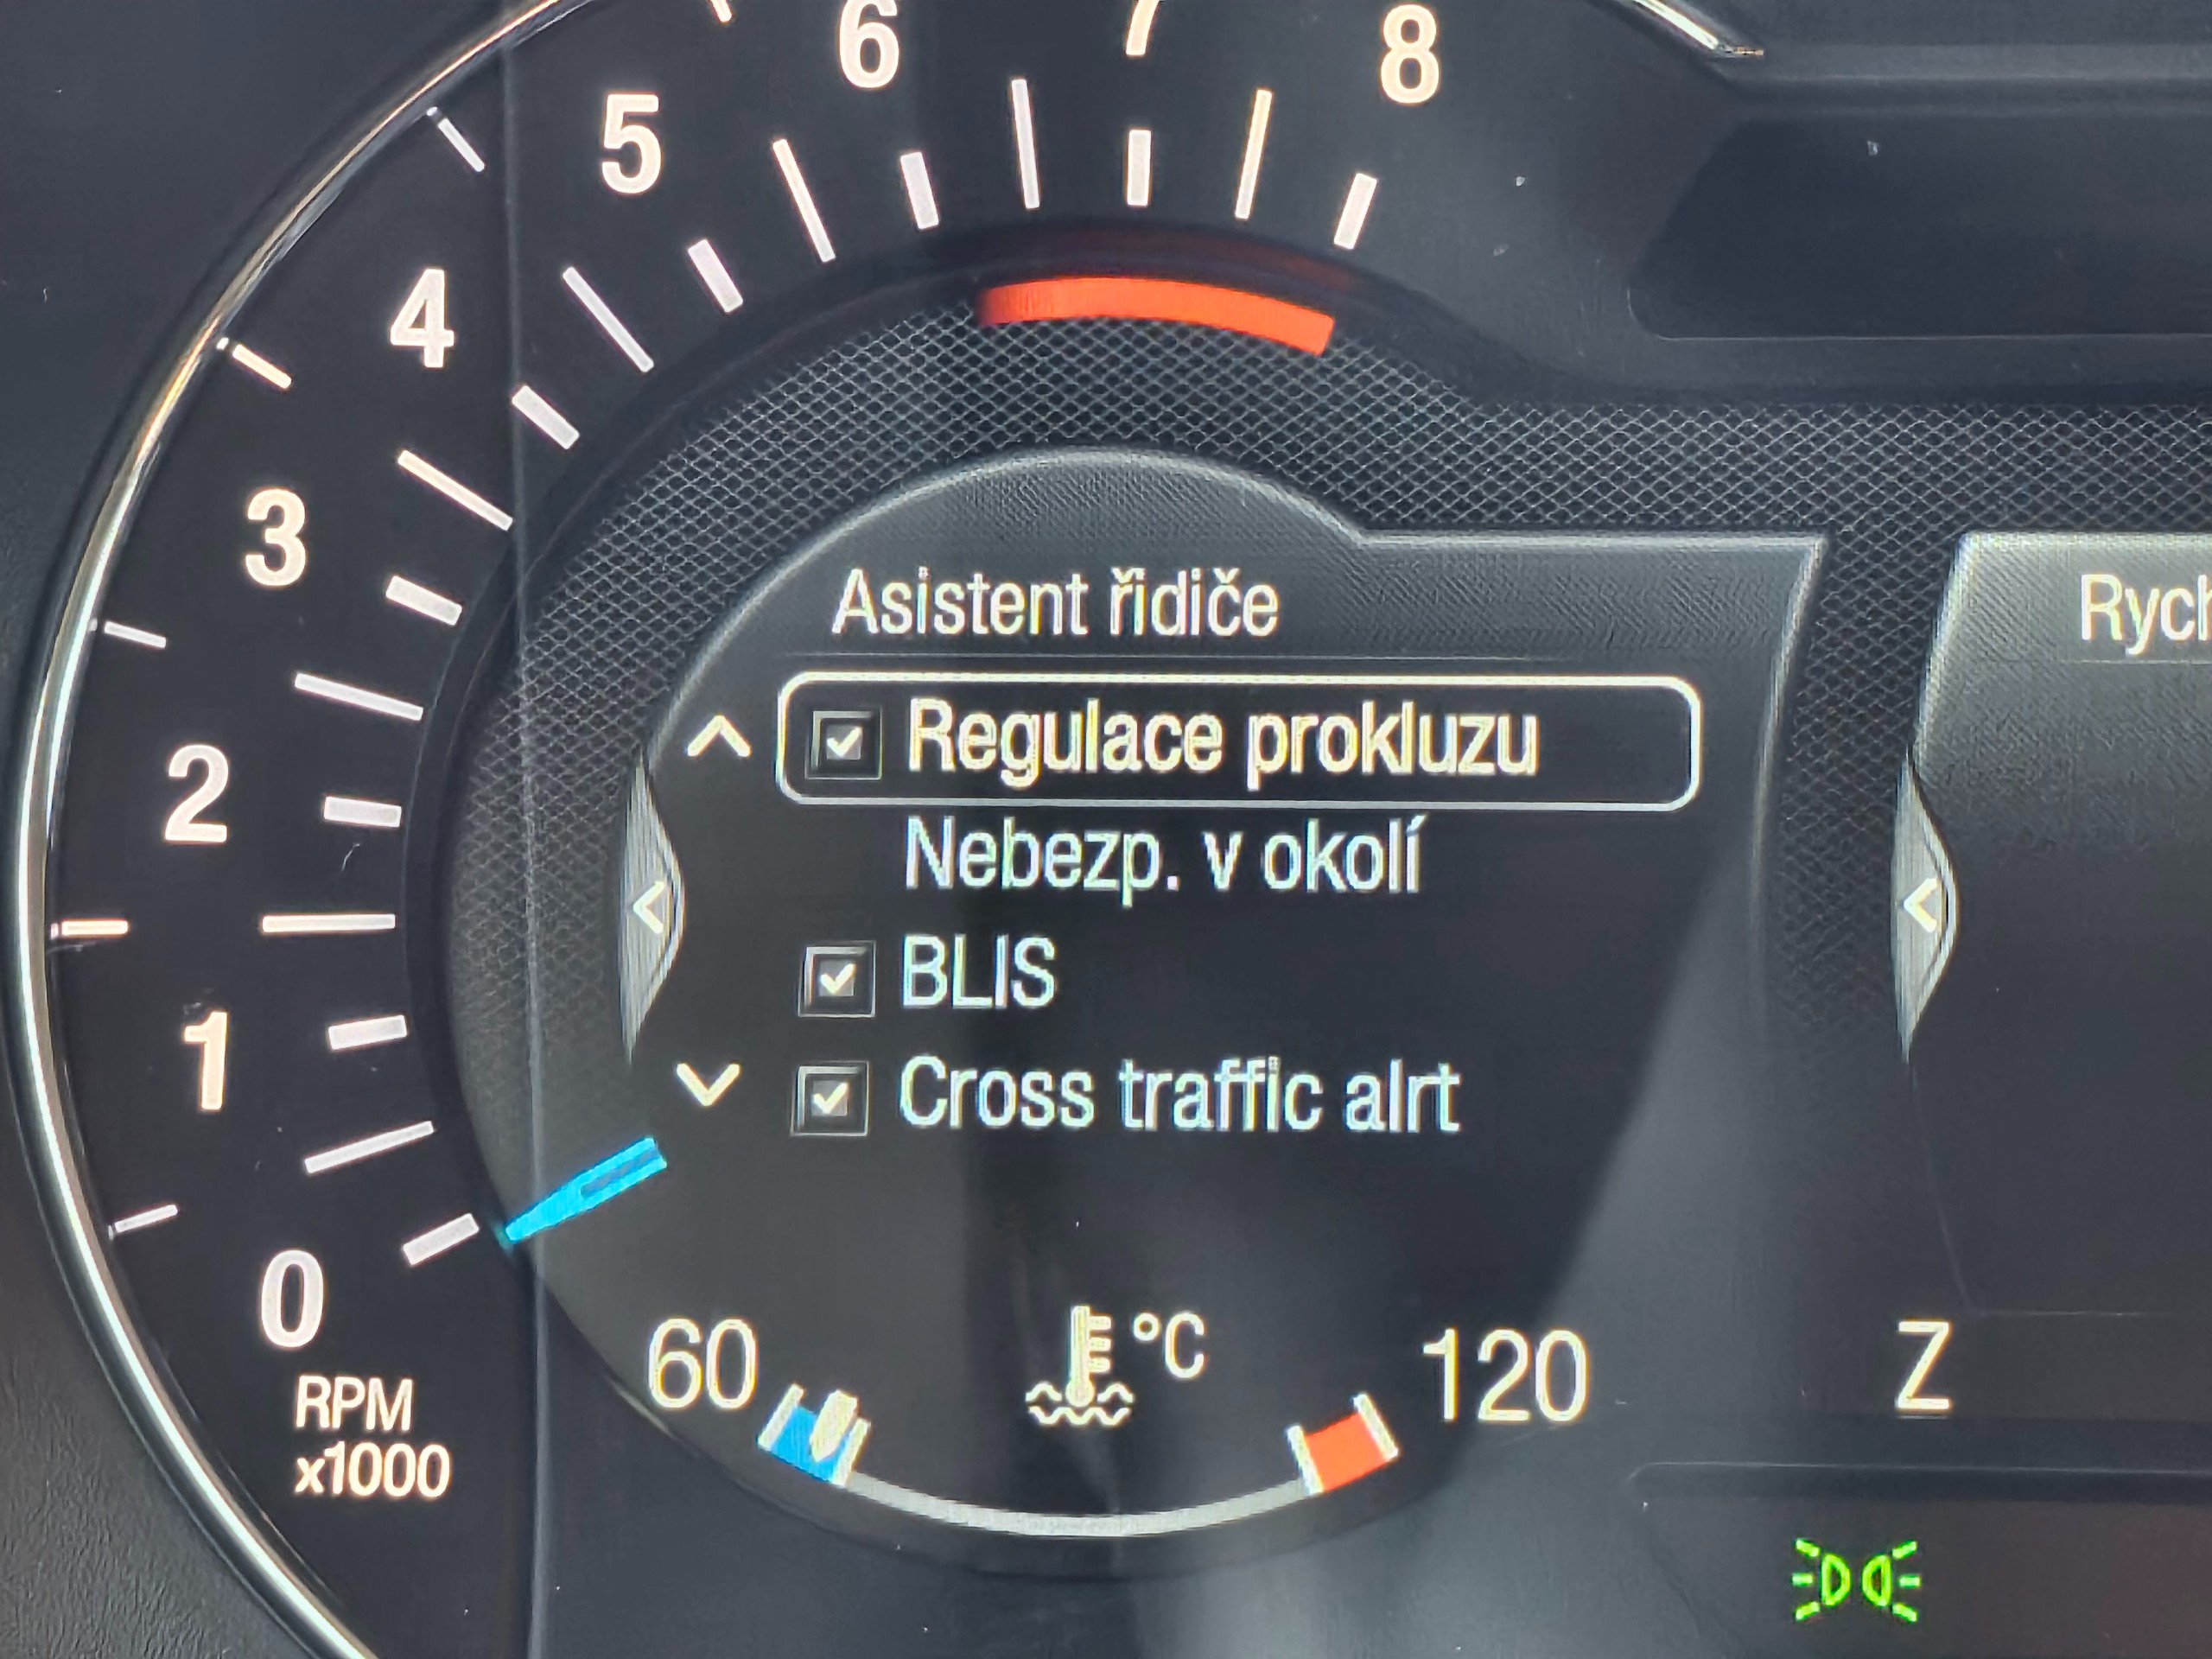 6
7
8
5
4
3
2
1
0
RPM
x1000
Asistent řidiče
Regulace prokluzu
Nebezp. v okolí
BLIS
Cross traffic alrt
60
°C
120
Rych
Z